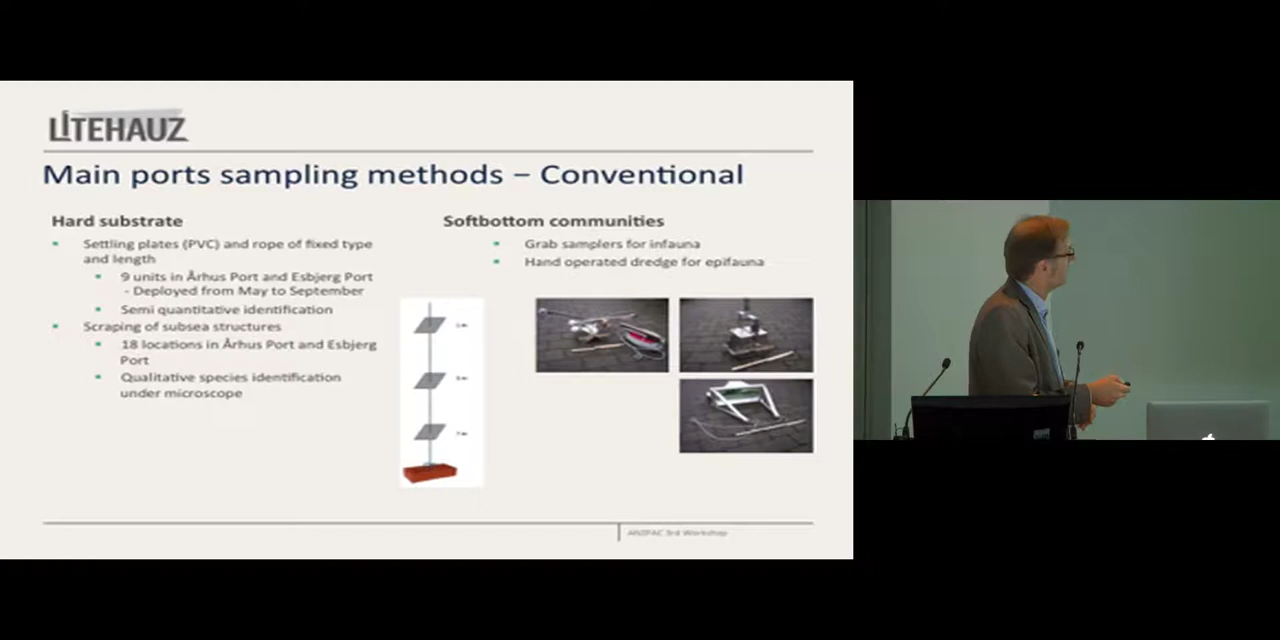 LITEHAUZ
Main ports sampling methods – Conventional
Hard substrate
Settling plates (PVC) and rope of fixed type
and length
9 units in Århus Port and Esbjerg Port
- Deployed from May to September
Semi quantitative identification
Scraping of subsea structures
18 locations in Århus Port and Esbjerg
Port
Qualitative species identification
under microscope
Softbottom communities
Grab samplers for infauna
Hand operated dredge for epifauna
3rd Workshop